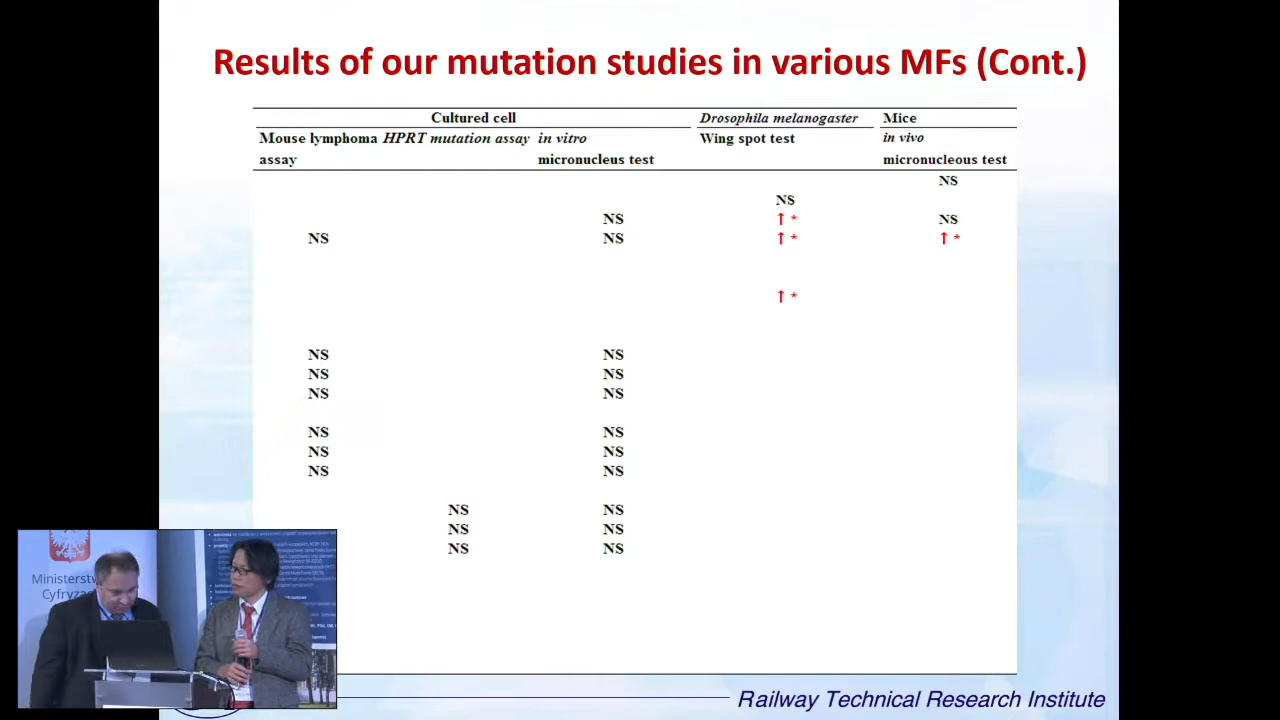 Results of our mutation studies in various MFs (Cont.)
Cultured cell Drosophila melanogaster Mice
Mouse lymphoma HPRT mutation assay in vitro Wing spot test in vivo
assay micronucleus test micronucleous test
NS
NS
NS ↑ * NS
NS NS ↑ * ↑ *
↑ *
NS NS
NS NS
NS NS
NS NS
NS NS
NS NS
NS NS
NS NS
NS NS
Ministerstw
Cyfryza
Railway Technical Research Institute